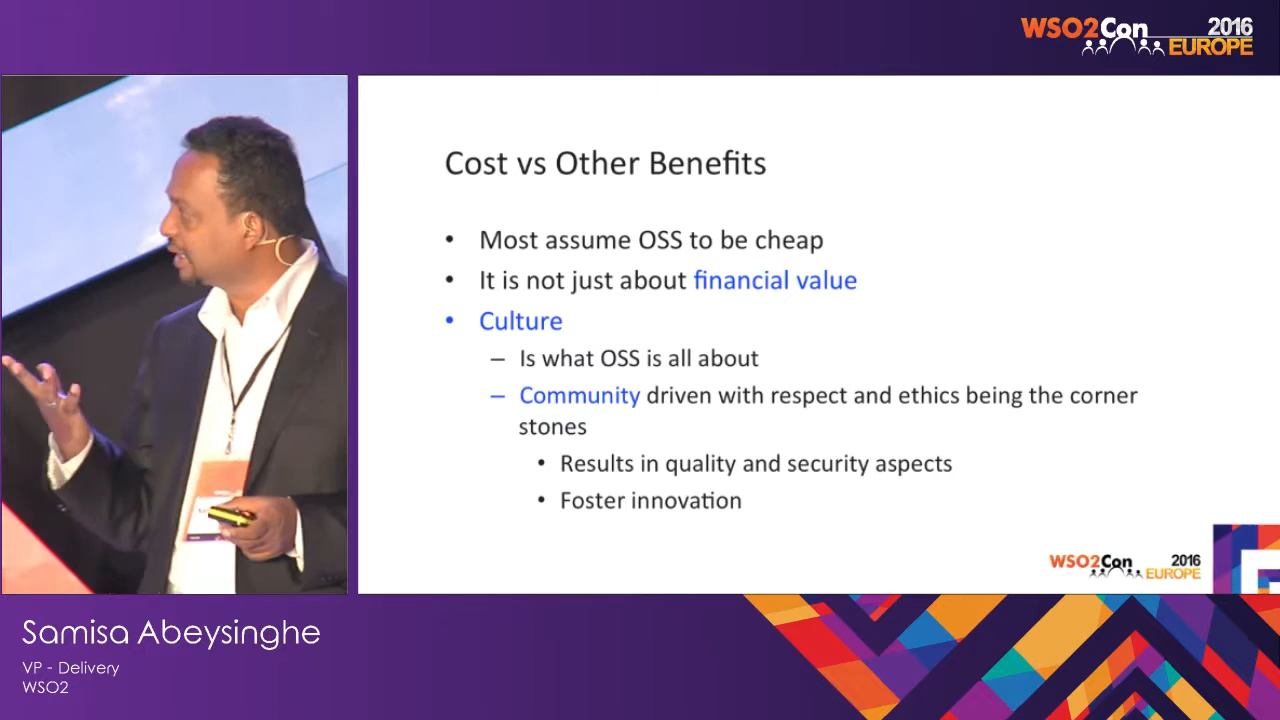 WSO2Con 2016
EUROPE
Cost vs Other Benefits
• Most assume OSS to be cheap
• It is not just about financial value
• Culture
– Is what OSS is all about
– Community driven with respect and ethics being the corner
stones
• Results in quality and security aspects
• Foster innovation
WSO2Con 2016
EUROPE
Samisa Abeysinghe
VP - Delivery
WSO2